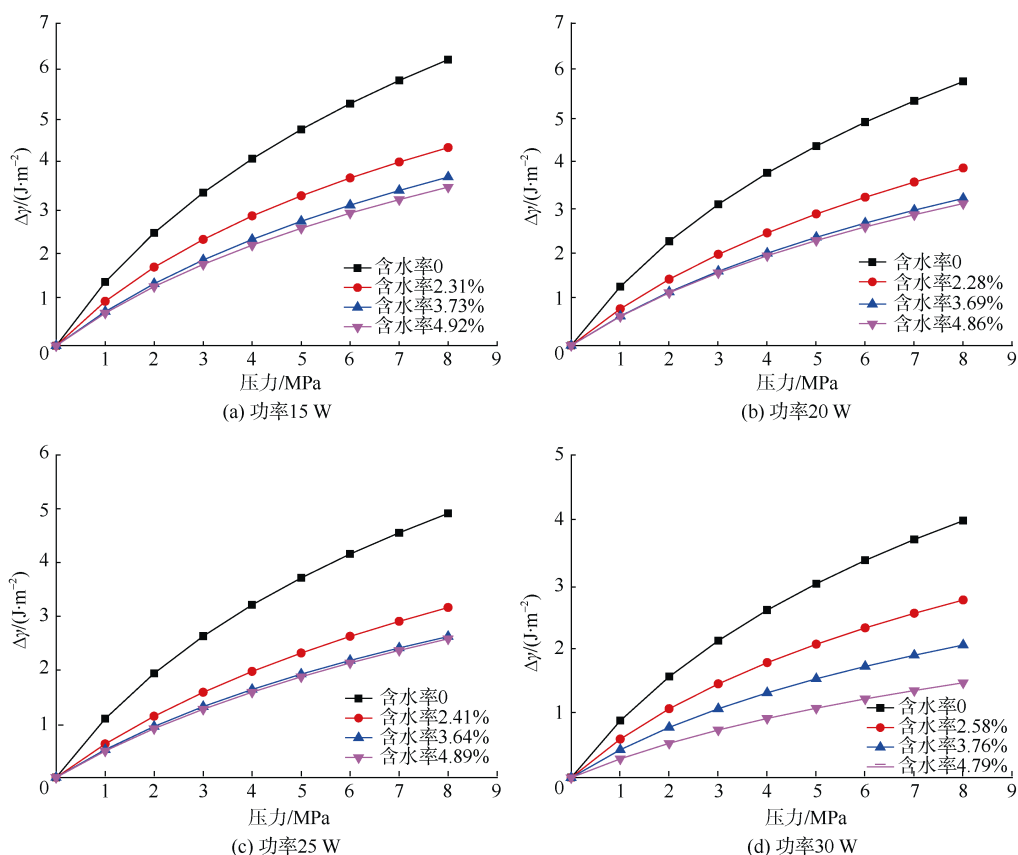 7
6
5
4
3
2
1
0
Δγ/(J·m⁻²)
含水率0
含水率2.31%
含水率3.73%
含水率4.92%
1 2 3 4 5 6 7 8 9
压力/MPa
(a) 功率15 W
7
6
5
4
3
2
1
0
Δγ/(J·m⁻²)
含水率0
含水率2.28%
含水率3.69%
含水率4.86%
1 2 3 4 5 6 7 8 9
压力/MPa
(b) 功率20 W
6
5
4
3
2
1
0
Δγ/(J·m⁻²)
含水率0
含水率2.41%
含水率3.64%
含水率4.89%
1 2 3 4 5 6 7 8 9
压力/MPa
(c) 功率25 W
5
4
3
2
1
0
Δγ/(J·m⁻²)
含水率0
含水率2.58%
含水率3.76%
含水率4.79%
1 2 3 4 5 6 7 8 9
压力/MPa
(d) 功率30 W